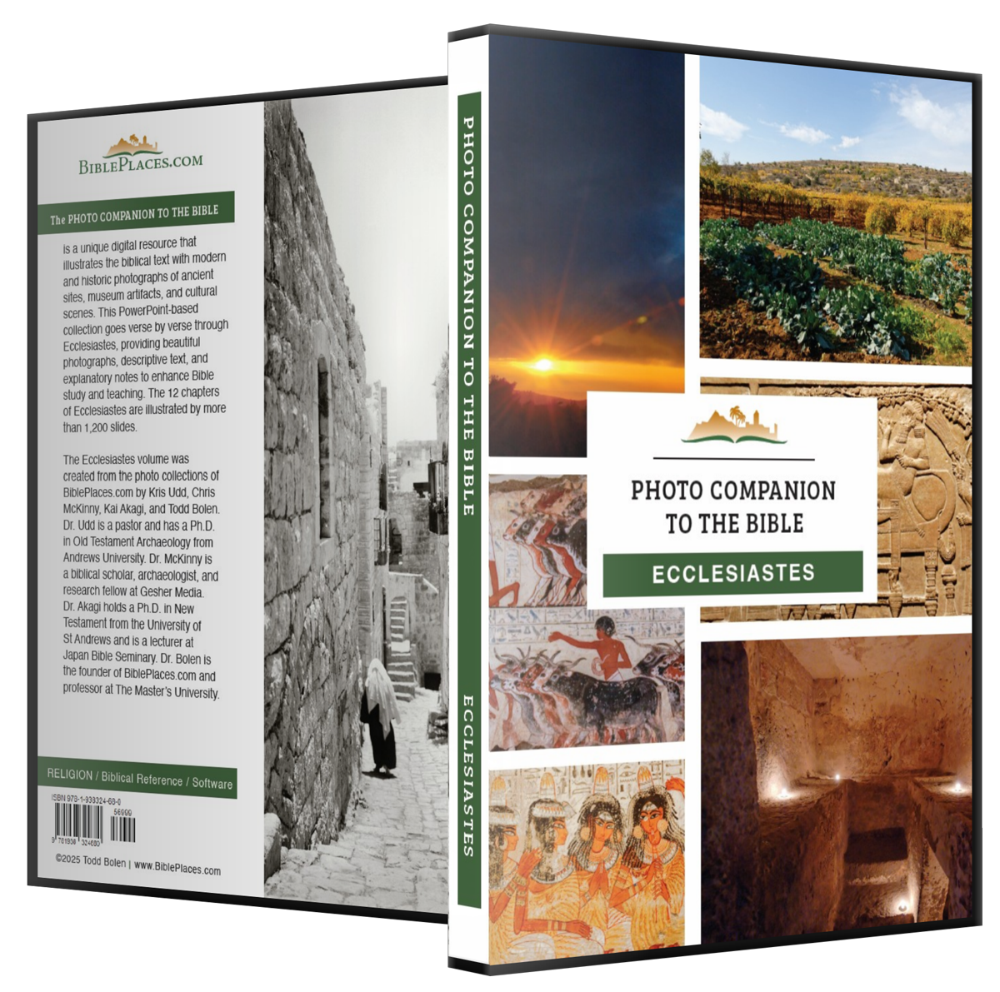 BIBLEPLACES.COM
The PHOTO COMPANION TO THE BIBLE
is a unique digital resource that
illustrates the biblical text with modern
and historic photographs of ancient
sites, museum artifacts, and cultural
scenes. This PowerPoint-based
collection goes verse by verse through
Ecclesiastes, providing beautiful
photographs, descriptive text, and
explanatory notes to enhance Bible
study and teaching. The 12 chapters
of Ecclesiastes are illustrated by more
than 1,200 slides.
The Ecclesiastes volume was
created from the photo collections of
BiblePlaces.com by Kris Udd, Chris
McKinny, Kai Akagi, and Todd Bolen.
Dr. Udd is a pastor and has a Ph.D.
in Old Testament Archaeology from
Andrews University. Dr. McKinny is
a biblical scholar, archaeologist, and
research fellow at Gesher Media.
Dr. Akagi holds a Ph.D. in New
Testament from the University of
St Andrews and is a lecturer at
Japan Bible Seminary. Dr. Bolen is
the founder of BiblePlaces.com and
professor at The Master's University.
RELIGION / Biblical Reference / Software
ISBN 978-1-938324-68-0
56900
9 781938 324680
©2025 Todd Bolen | www.BiblePlaces.com
PHOTO COMPANION TO THE BIBLE
ECCLESIASTES
PHOTO COMPANION
TO THE BIBLE
ECCLESIASTES